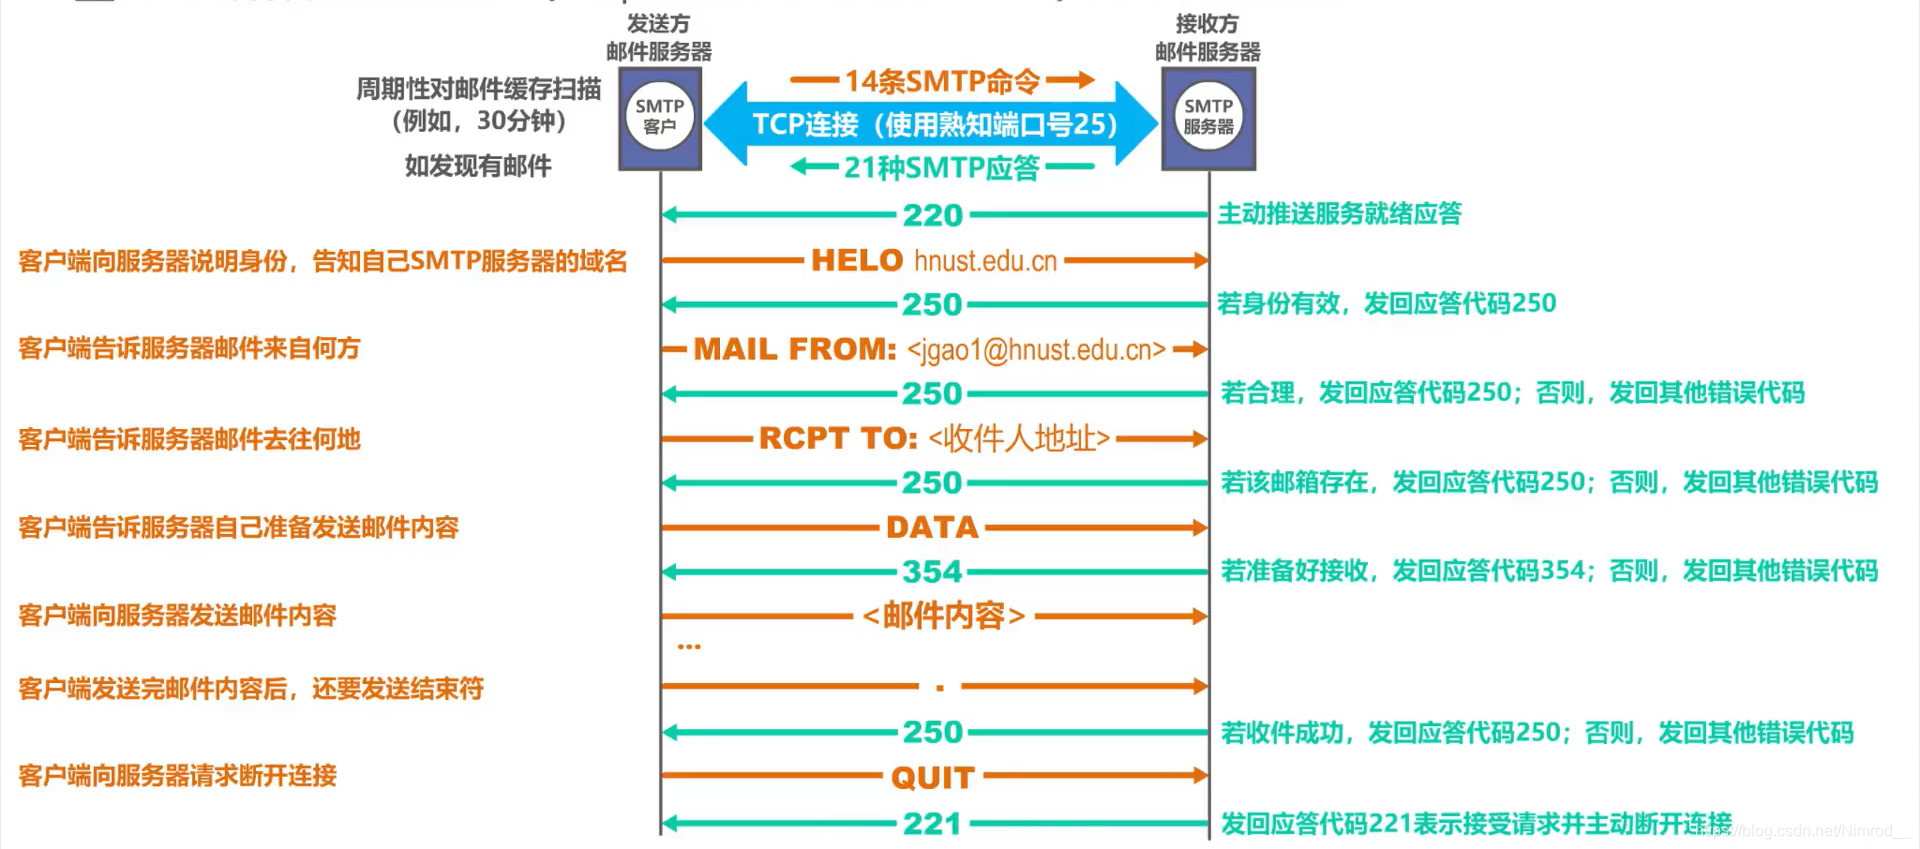 发送方
邮件服务器
接收方
邮件服务器
周期性对邮件缓存扫描
（例如，30分钟）
如发现有邮件
SMTP
客户
14条SMTP命令
TCP连接（使用熟知端口号25）
21种SMTP应答
SMTP
服务器
220
主动推送服务就绪应答
客户端向服务器说明身份，告知自己SMTP服务器的域名
HELO hnust.edu.cn
250
若身份有效，发回应答代码250
客户端告诉服务器邮件来自何方
MAIL FROM: <jgao1@hnust.edu.cn>
250
若合理，发回应答代码250；否则，发回其他错误代码
客户端告诉服务器邮件去往何地
RCPT TO: <收件人地址>
250
若该邮箱存在，发回应答代码250；否则，发回其他错误代码
客户端告诉服务器自己准备发送邮件内容
DATA
354
若准备好接收，发回应答代码354；否则，发回其他错误代码
客户端向服务器发送邮件内容
<邮件内容>
...
客户端发送完邮件内容后，还要发送结束符
.
250
若收件成功，发回应答代码250；否则，发回其他错误代码
客户端向服务器请求断开连接
QUIT
221
发回应答代码221表示接受请求并主动断开连接
https://blog.csdn.net/Nimrod__